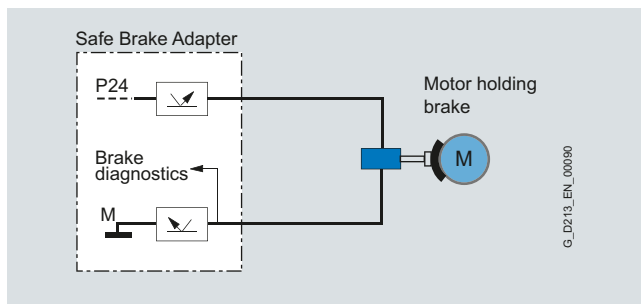 Safe Brake Adapter
P24
Motor holding
brake
Brake
diagnostics
M
M
G_D213_EN_00090